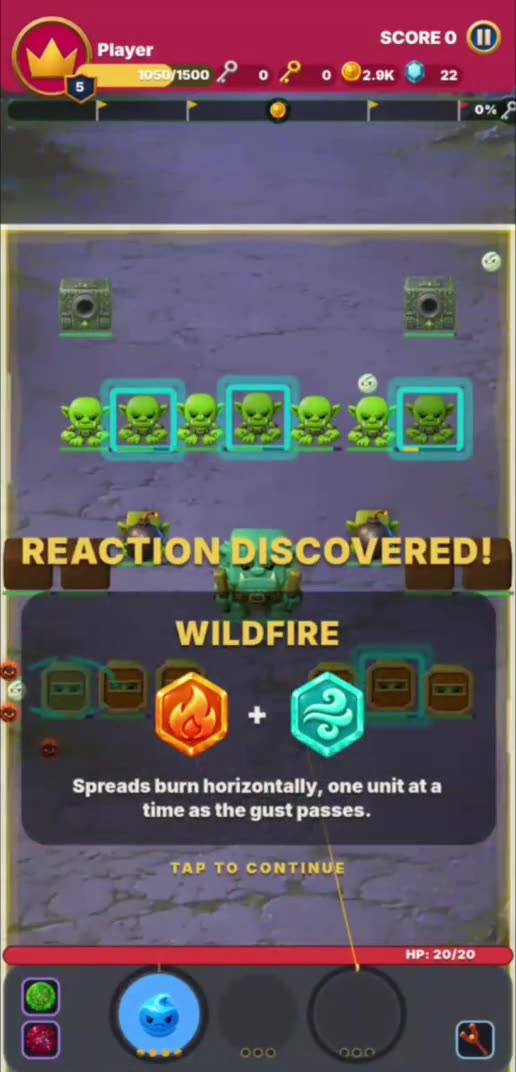 Player
SCORE 0
5
1050/1500
0
0
2.9K
22
0%
REACTION DISCOVERED!
WILDFIRE
+
Spreads burn horizontally, one unit at a
time as the gust passes.
TAP TO CONTINUE
HP: 20/20